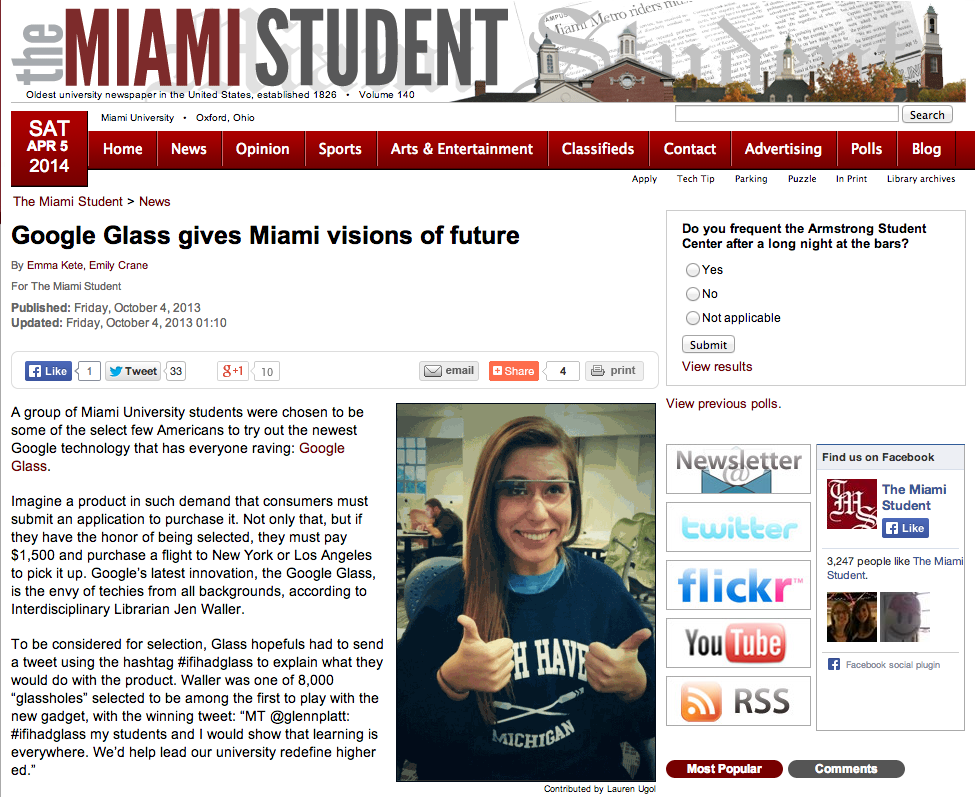 the MIAMI STUDENT
CAMPUS
Miami Metro riders
Oldest university newspaper in the United States, established 1826 • Volume 140
Miami University • Oxford, Ohio
Search
SAT
APR 5
2014
Home News Opinion Sports Arts & Entertainment Classifieds Contact Advertising Polls Blog
Apply Tech Tip Parking Puzzle In Print Library archives
The Miami Student > News
Google Glass gives Miami visions of future
By Emma Kete, Emily Crane
For The Miami Student
Published: Friday, October 4, 2013
Updated: Friday, October 4, 2013 01:10
Like 1 Tweet 33 g+1 10 email Share 4 print
A group of Miami University students were chosen to be
some of the select few Americans to try out the newest
Google technology that has everyone raving: Google
Glass.
Imagine a product in such demand that consumers must
submit an application to purchase it. Not only that, but if
they have the honor of being selected, they must pay
$1,500 and purchase a flight to New York or Los Angeles
to pick it up. Google's latest innovation, the Google Glass,
is the envy of techies from all backgrounds, according to
Interdisciplinary Librarian Jen Waller.
To be considered for selection, Glass hopefuls had to send
a tweet using the hashtag #ifihadglass to explain what they
would do with the product. Waller was one of 8,000
“glassholes” selected to be among the first to play with the
new gadget, with the winning tweet: “MT @glennplatt:
#ifihadglass my students and I would show that learning is
everywhere. We'd help lead our university redefine higher
ed.”
H HAVE
MICHIGAN
Contributed by Lauren Ugol
Do you frequent the Armstrong Student
Center after a long night at the bars?
Yes
No
Not applicable
Submit
View results
View previous polls.
Newsletter
twitter
flickr™
YouTube
RSS
Find us on Facebook
TMS
The Miami
Student
Like
3,247 people like The Miami
Student.
Facebook social plugin
Most Popular Comments